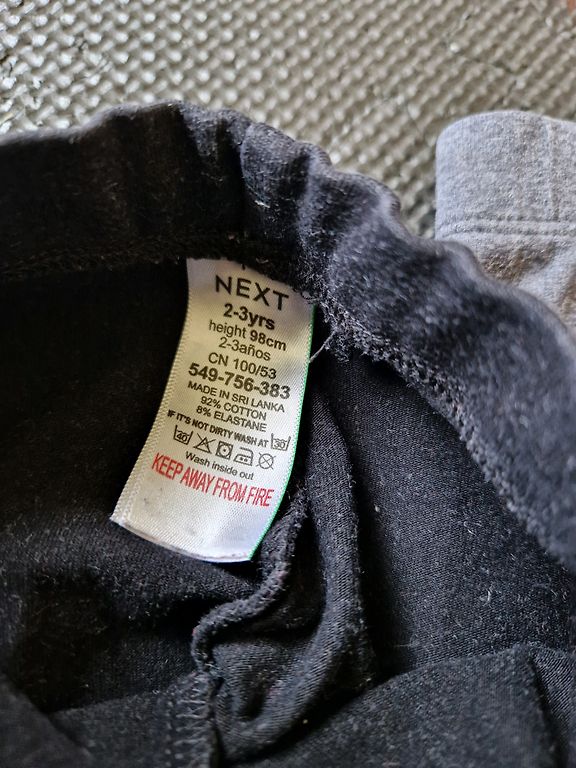 NEXT
2-3yrs
height 98cm
2-3años
CN 100/53
549-756-383
MADE IN SRI LANKA
92% COTTON
8% ELASTANE
IF IT'S NOT DIRTY WASH AT 30
40
Wash inside out
KEEP AWAY FROM FIRE